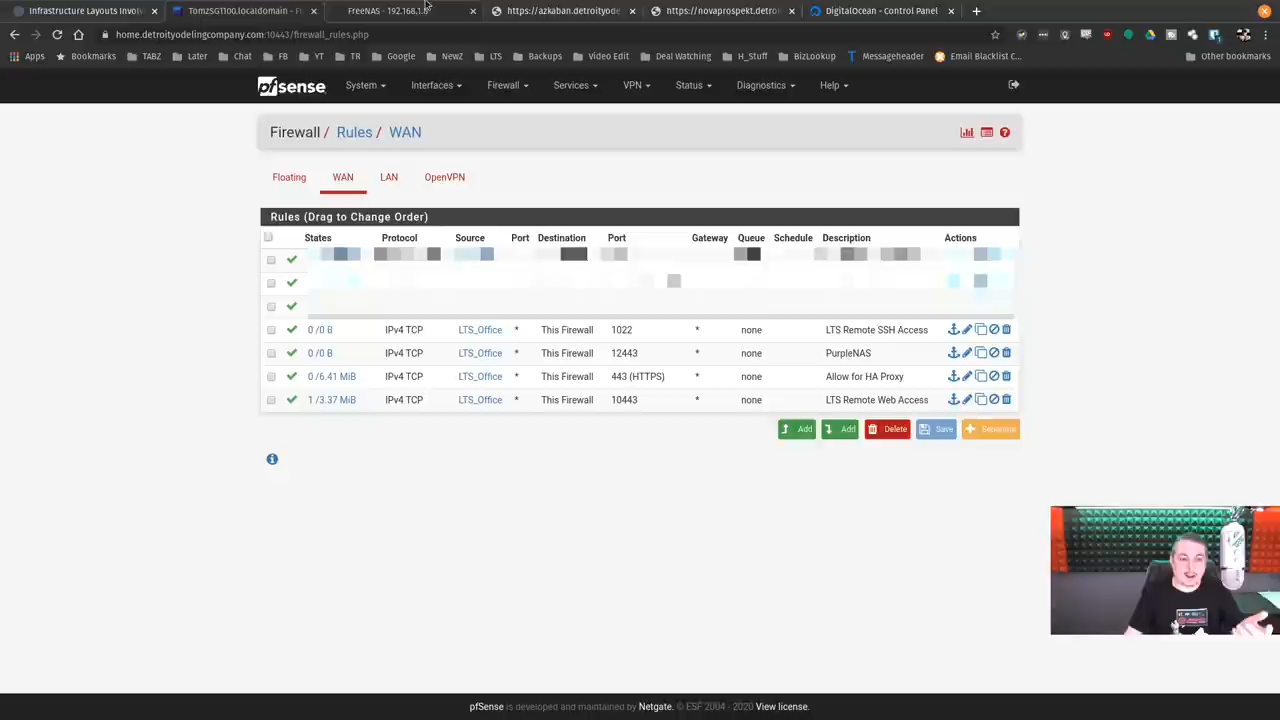 Infrastructure Layouts Involv
TomzSG1100.localdomain - Fi
FreeNAS - 192.168.1.
https://azkaban.detroityode
https://novaprospekt.detroi
DigitalOcean - Control Panel
home.detroityodelingcompany.com:10443/firewall_rules.php
Apps
Bookmarks
TABZ
Later
Chat
FB
YT
TR
Google
NewZ
LTS
Backups
Video Edit
Deal Watching
H_Stuff
BizLookup
Messageheader
Email Blacklist C...
Other bookmarks
pfsense
System
Interfaces
Firewall
Services
VPN
Status
Diagnostics
Help
Firewall / Rules / WAN
Floating
WAN
LAN
OpenVPN
Rules (Drag to Change Order)
States Protocol Source Port Destination Port Gateway Queue Schedule Description Actions
0 /0 B IPv4 TCP LTS_Office * This Firewall 1022 * none LTS Remote SSH Access
0 /0 B IPv4 TCP LTS_Office * This Firewall 12443 * none PurpleNAS
0 /6.41 MiB IPv4 TCP LTS_Office * This Firewall 443 (HTTPS) * none Allow for HA Proxy
1 /3.37 MiB IPv4 TCP LTS_Office * This Firewall 10443 * none LTS Remote Web Access
Add
Add
Delete
Save
Separator
pfSense is developed and maintained by Netgate. © ESF 2004 - 2020 View license.